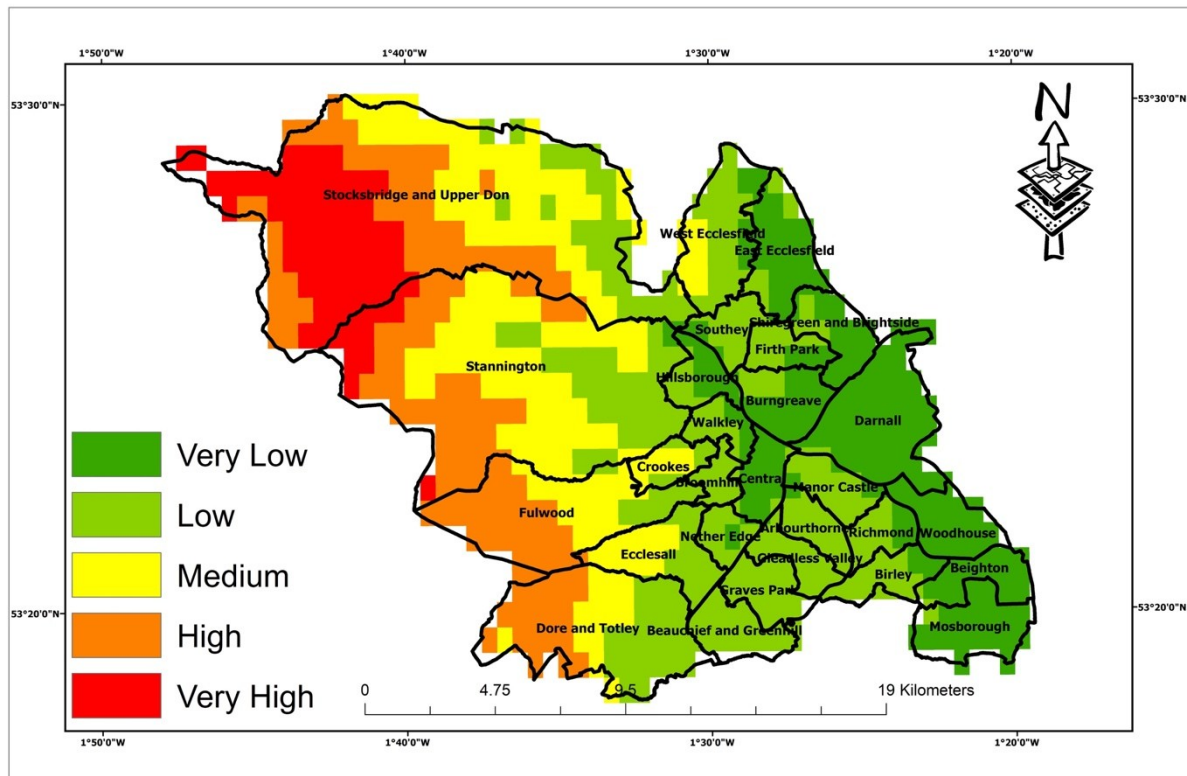 1°50'0"W 1°40'0"W 1°30'0"W 1°20'0"W
53°30'0"N 53°30'0"N
N
Stocksbridge and Upper Don
West Ecclesfield
East Ecclesfield
Southey
Shiregreen and Brightside
Firth Park
Stannington
Hillsborough
Burngreave
Walkley
Darnall
Crookes
Broomhill
Central
Manor Castle
Fulwood
Arbourthorne
Nether Edge
Richmond
Woodhouse
Ecclesall
Gleadless Valley
Birley
Beighton
Graves Park
Dore and Totley
Beauchief and Greenhill
Mosborough
Very Low
Low
Medium
High
Very High
53°20'0"N 53°20'0"N
0 4.75 9.5 19 Kilometers
1°50'0"W 1°40'0"W 1°30'0"W 1°20'0"W